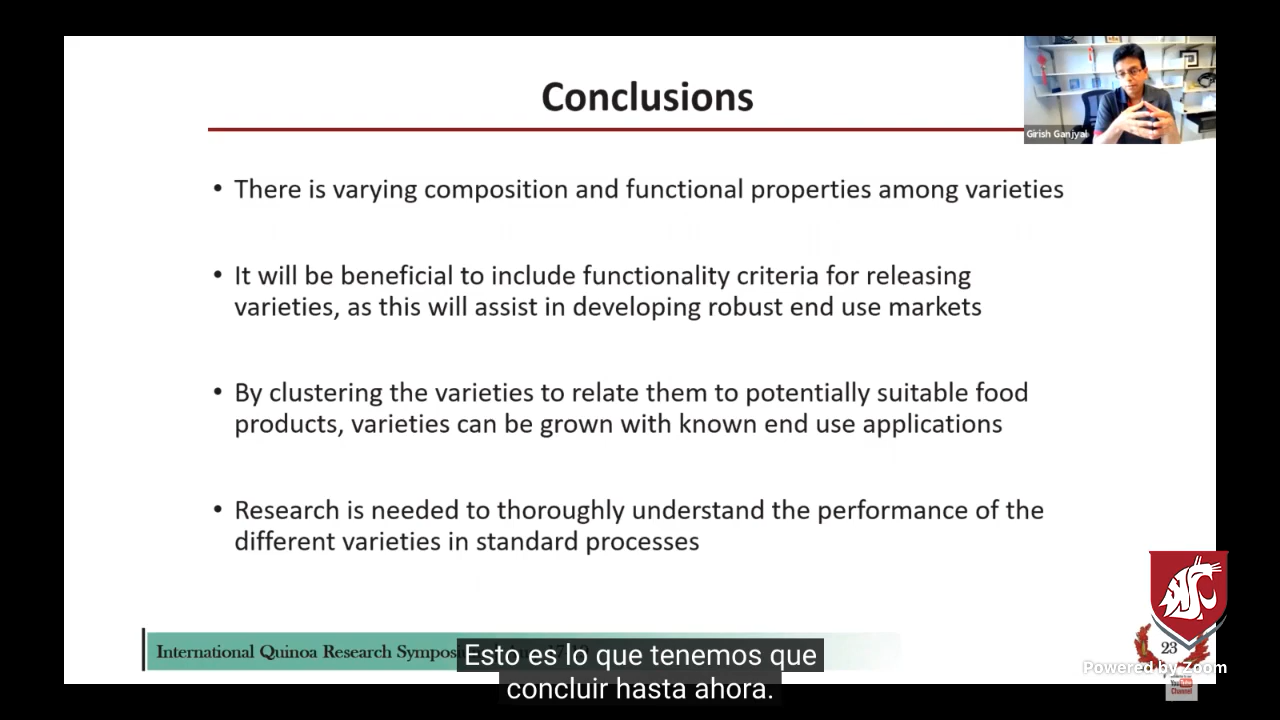 Conclusions
Girish Ganjyal
• There is varying composition and functional properties among varieties
• It will be beneficial to include functionality criteria for releasing
varieties, as this will assist in developing robust end use markets
• By clustering the varieties to relate them to potentially suitable food
products, varieties can be grown with known end use applications
• Research is needed to thoroughly understand the performance of the
different varieties in standard processes
International Quinoa Research
Esto es lo que tenemos que
concluir hasta ahora.
23
Powered by Zoom
YouTube
Channel